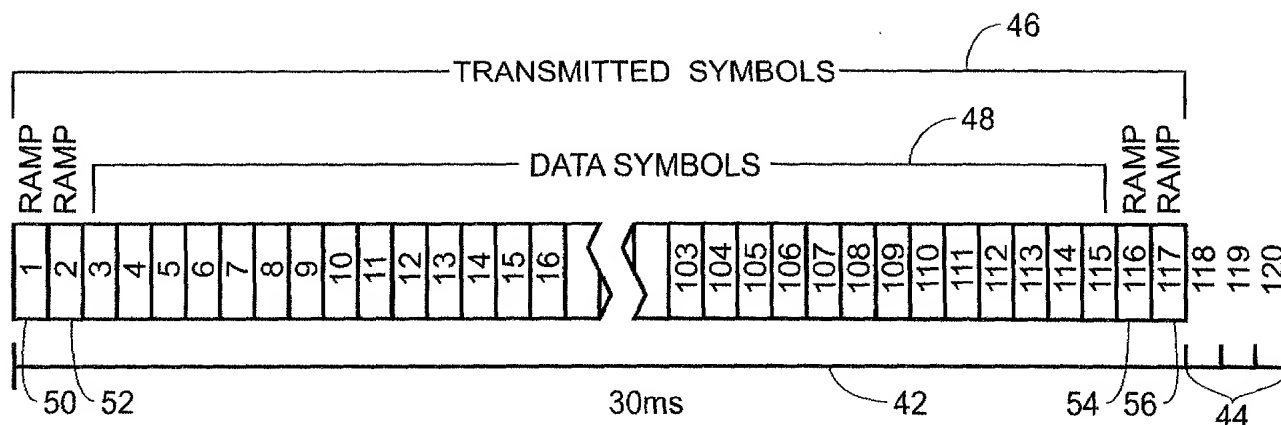 46
TRANSMITTED SYMBOLS
RAMP RAMP 48 RAMP RAMP
DATA SYMBOLS
1 2 3 4 5 6 7 8 9 10 11 12 13 14 15 16 103 104 105 106 107 108 109 110 111 112 113 114 115 116 117 118 119 120
50 52 30ms 42 54 56 44